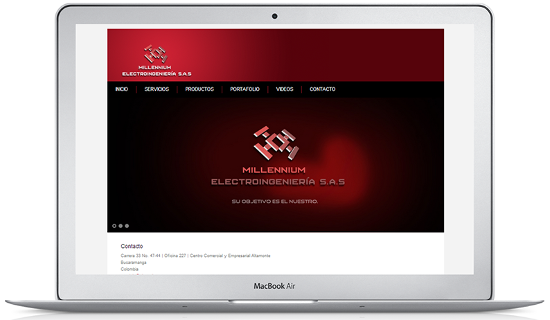 MILLENNIUM
ELECTROINGENIERÍA S.A.S
INICIO SERVICIOS PRODUCTOS PORTAFOLIO VIDEOS CONTACTO
MILLENNIUM
ELECTROINGENIERÍA S.A.S
SU OBJETIVO ES EL NUESTRO.
Contacto
Carrera 33 No. 47-44 | Oficina 227 | Centro Comercial y Empresarial Altamonte
Bucaramanga
Colombia
MacBook Air